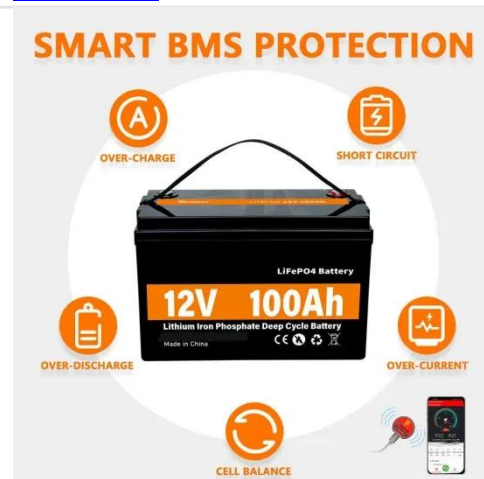 SMART BMS PROTECTION
A
OVER-CHARGE
SHORT CIRCUIT
LiFePO4 Battery
12V 100Ah
Lithium Iron Phosphate Deep Cycle Battery
Made in China
CE
OVER-DISCHARGE
OVER-CURRENT
CELL BALANCE